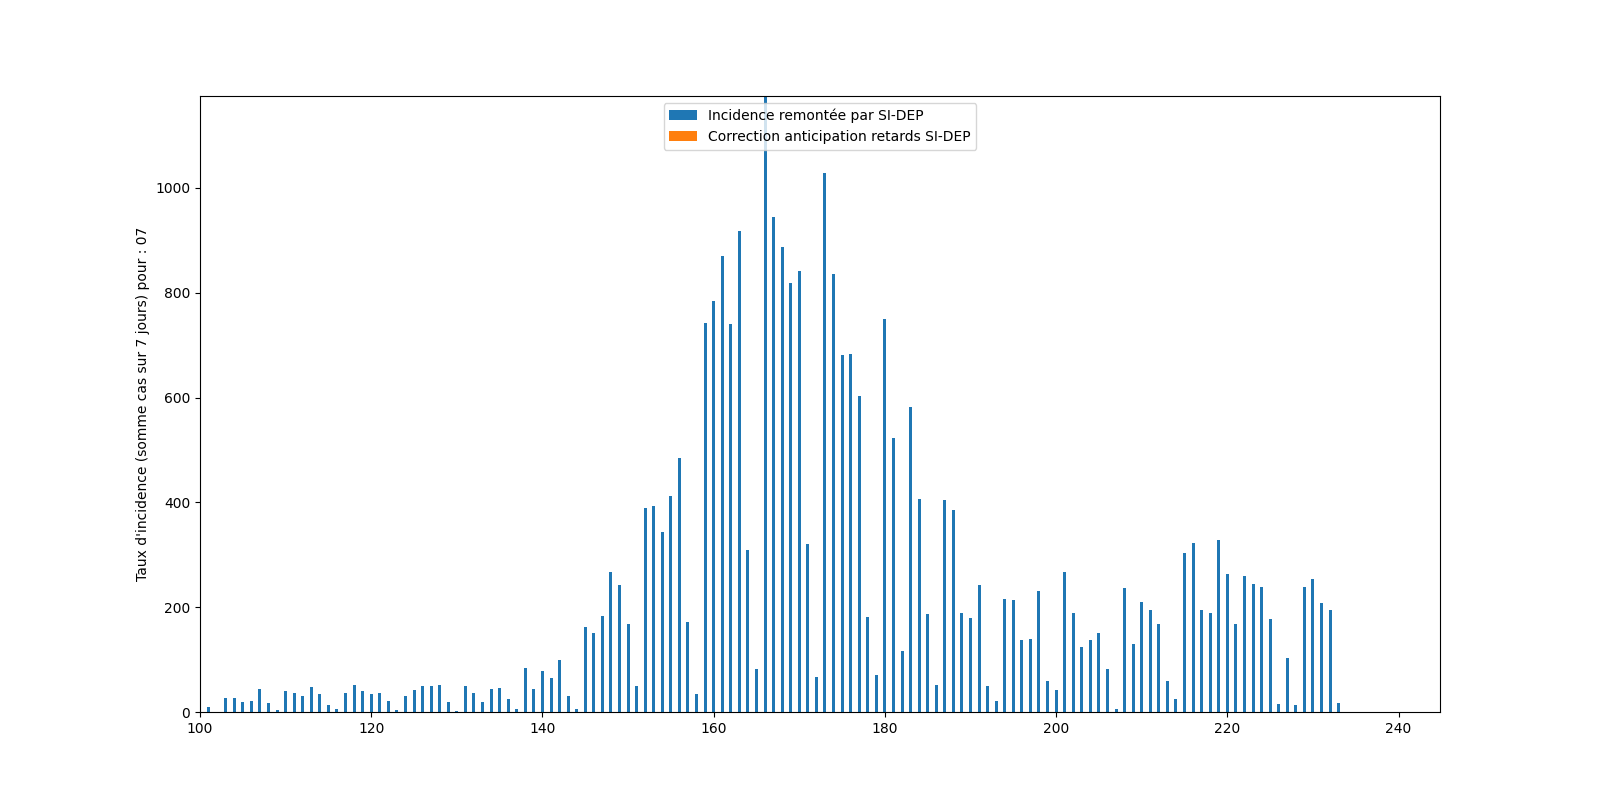 Incidence remontée par SI-DEP
Correction anticipation retards SI-DEP
Taux d'incidence (somme cas sur 7 jours) pour : 07
1000
800
600
400
200
0
100 120 140 160 180 200 220 240